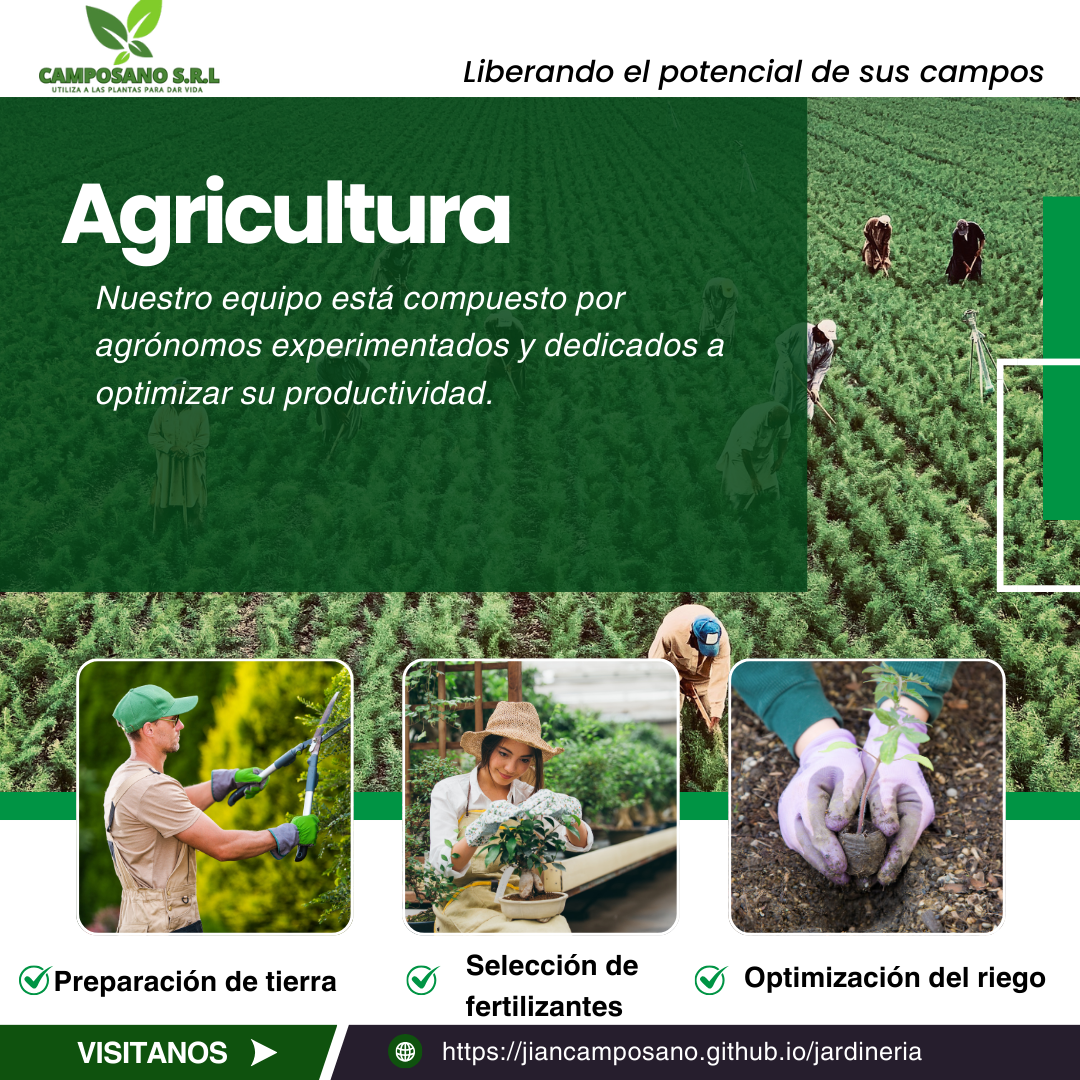 CAMPOSANO S.R.L
UTILIZA A LAS PLANTAS PARA DAR VIDA
Liberando el potencial de sus campos
Agricultura
Nuestro equipo está compuesto por
agrónomos experimentados y dedicados a
optimizar su productividad.
Preparación de tierra
Selección de
fertilizantes
Optimización del riego
VISITANOS
https://jiancamposano.github.io/jardineria